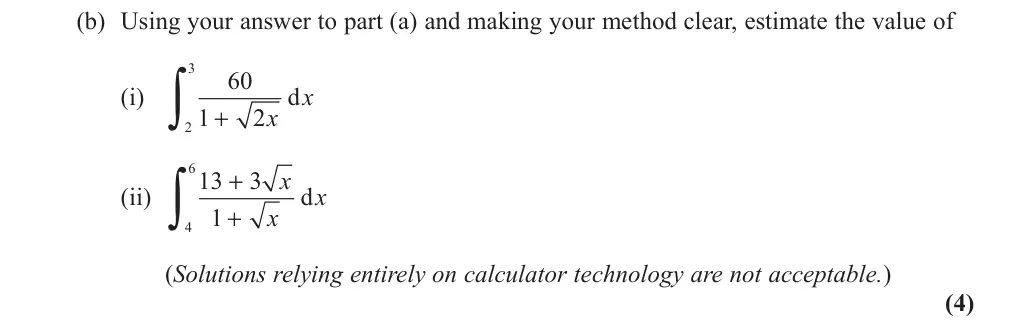 (b) Using your answer to part (a) and making your method clear, estimate the value of
(i) ∫₂³ 60/(1 + √(2x)) dx
(ii) ∫₄⁶ (13 + 3√x)/(1 + √x) dx
(Solutions relying entirely on calculator technology are not acceptable.)
(4)